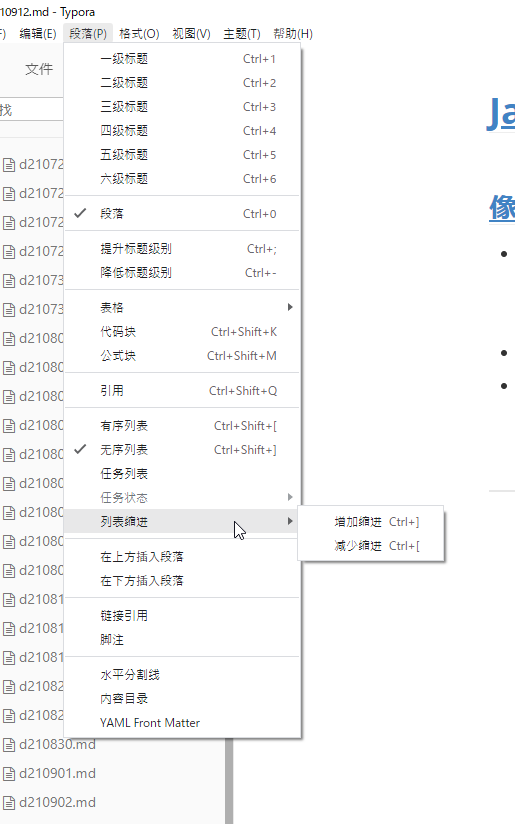 10912.md - Typora
F) 编辑(E) 段落(P) 格式(O) 视图(V) 主题(T) 帮助(H)
文件
找
一级标题 Ctrl+1
二级标题 Ctrl+2
三级标题 Ctrl+3
四级标题 Ctrl+4
五级标题 Ctrl+5
六级标题 Ctrl+6
段落 Ctrl+0
提升标题级别 Ctrl+;
降低标题级别 Ctrl+-
表格
代码块 Ctrl+Shift+K
公式块 Ctrl+Shift+M
引用 Ctrl+Shift+Q
有序列表 Ctrl+Shift+[
无序列表 Ctrl+Shift+]
任务列表
任务状态
列表缩进
增加缩进 Ctrl+]
减少缩进 Ctrl+[
在上方插入段落
在下方插入段落
链接引用
脚注
水平分割线
内容目录
YAML Front Matter
d21072
d21072
d21072
d21072
d21073
d21073
d21080
d21080
d21080
d21080
d21080
d21080
d21080
d21080
d21080
d21081
d21081
d21081
d21082
d21082
d210830.md
d210901.md
d210902.md
Ja
像